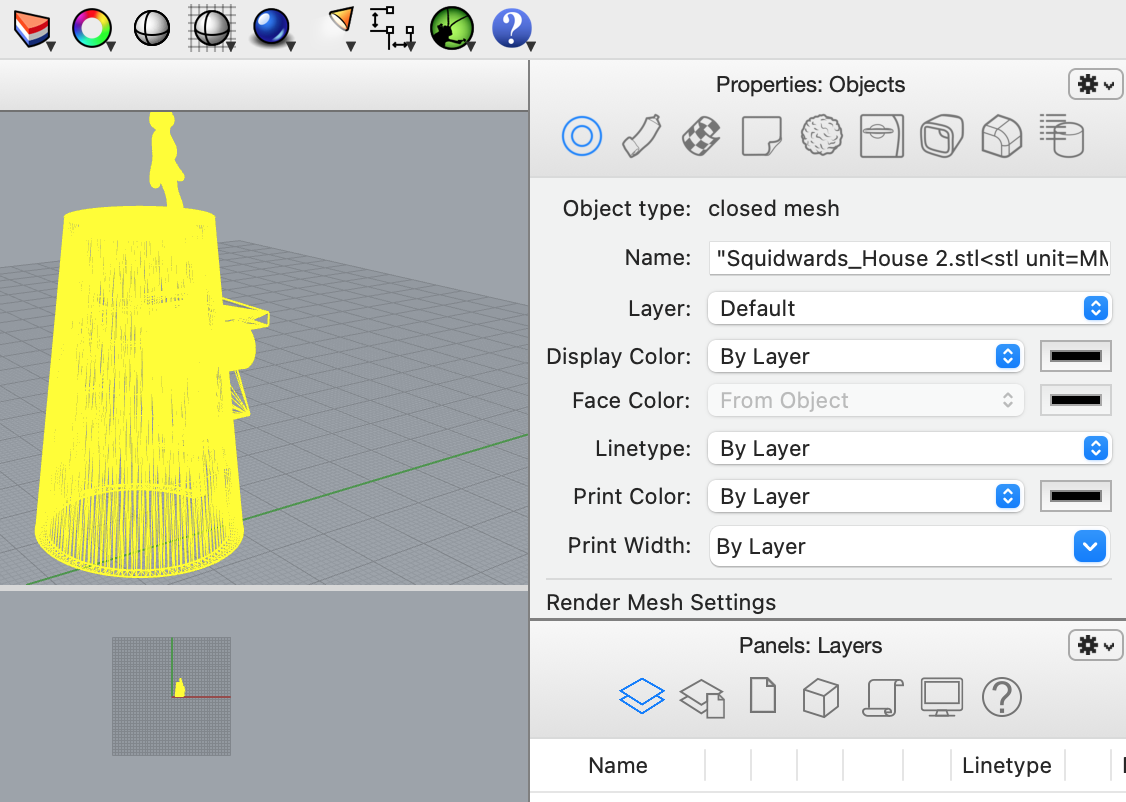 ?
Properties: Objects
Object type: closed mesh
Name: "Squidwards_House 2.stl<stl unit=MM
Layer: Default
Display Color: By Layer
Face Color: From Object
Linetype: By Layer
Print Color: By Layer
Print Width: By Layer
Render Mesh Settings
Panels: Layers
?
Name Linetype